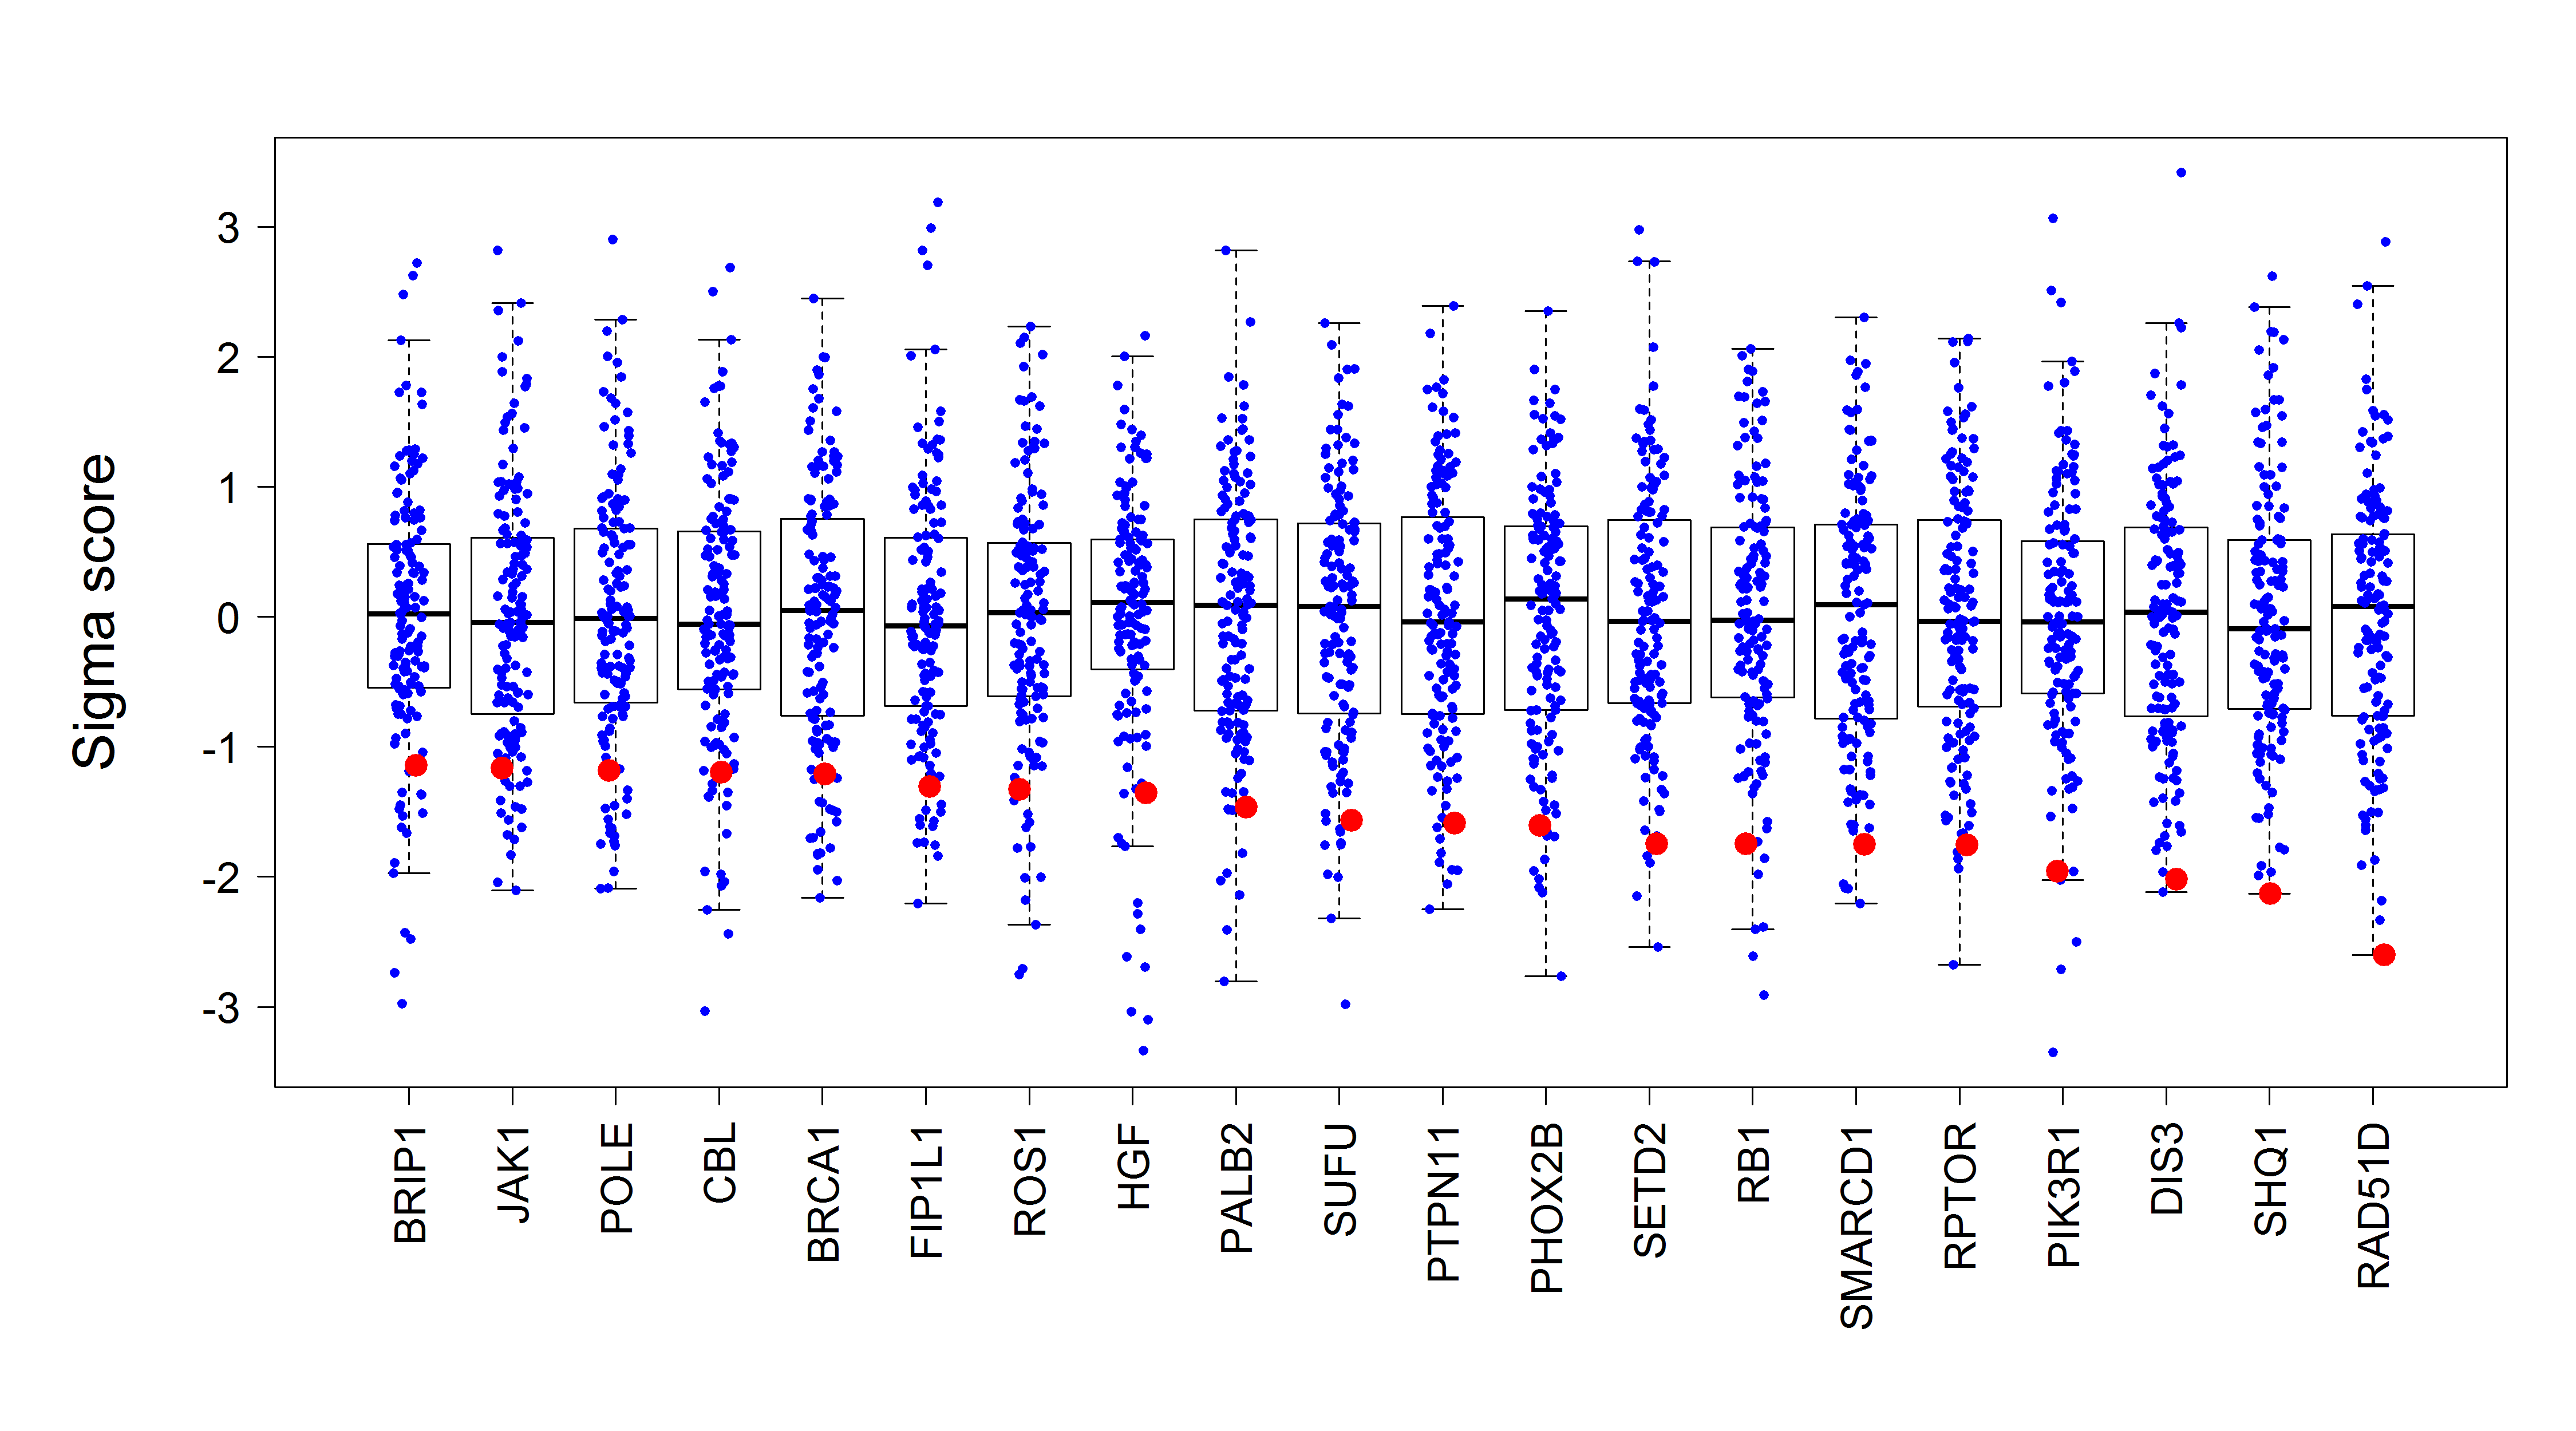 Sigma score
3
2
1
0
-1
-2
-3
BRIP1
JAK1
POLE
CBL
BRCA1
FIP1L1
ROS1
HGF
PALB2
SUFU
PTPN11
PHOX2B
SETD2
RB1
SMARCD1
RPTOR
PIK3R1
DIS3
SHQ1
RAD51D